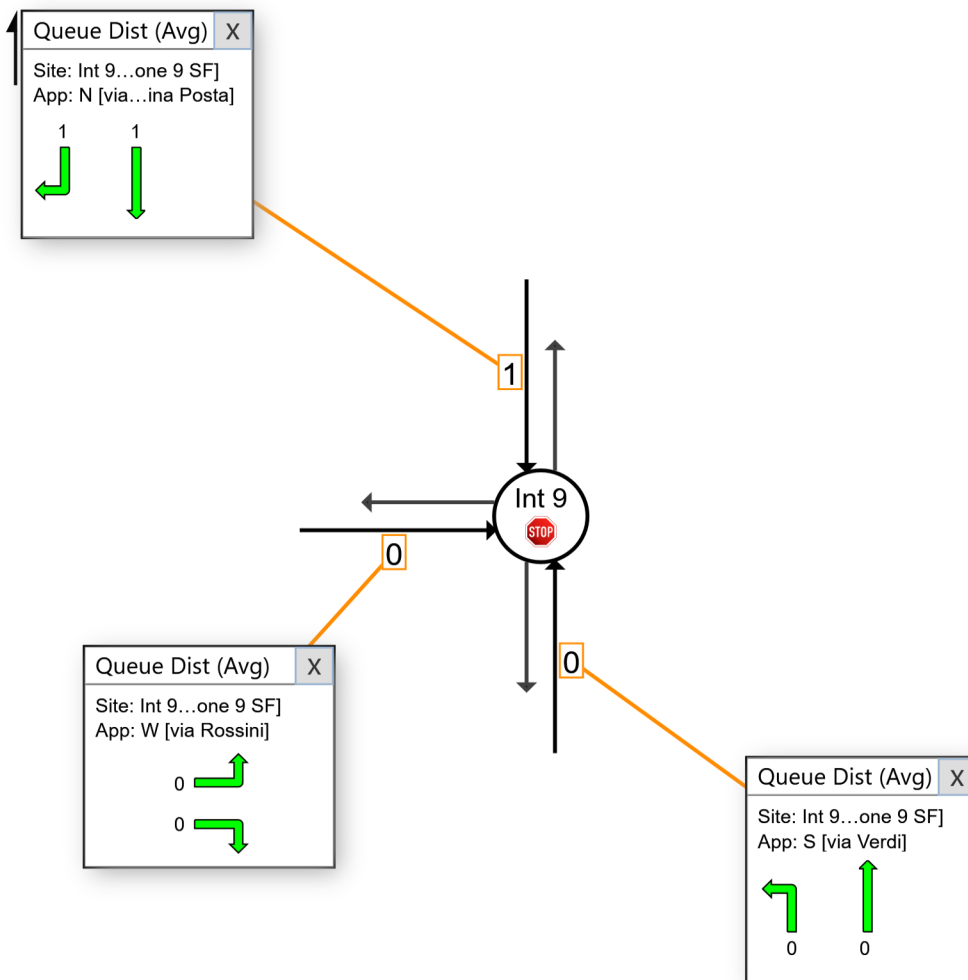 Queue Dist (Avg) X
Site: Int 9...one 9 SF]
App: N [via...ina Posta]
1 1
1
Int 9
STOP
0
0
Queue Dist (Avg) X
Site: Int 9...one 9 SF]
App: W [via Rossini]
0
0
Queue Dist (Avg) X
Site: Int 9...one 9 SF]
App: S [via Verdi]
0 0